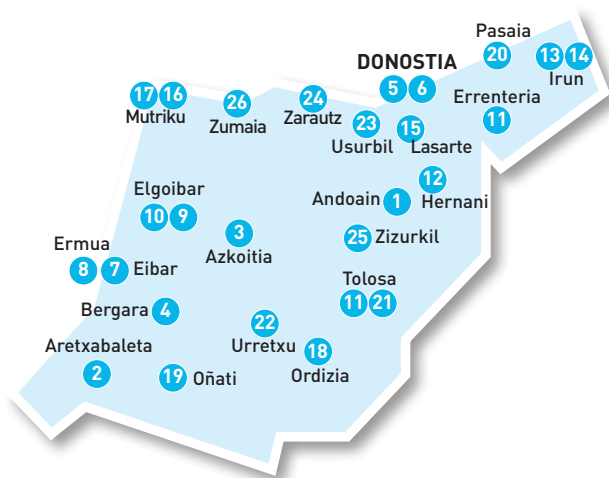 Pasaia
20
13 14
Irun
DONOSTIA
5 6
Errenteria
11
17 16
Mutriku
26
Zumaia
24
Zarautz
23
Usurbil
15
Lasarte
12
Hernani
Andoain 1
Elgoibar
10 9
3
Azkoitia
25 Zizurkil
Ermua
8 7 Eibar
Tolosa
11 21
Bergara 4
22
Urretxu
18
Ordizia
Aretxabaleta
2
19 Oñati